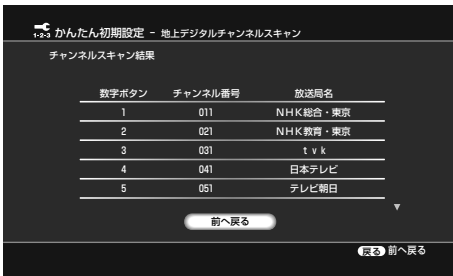 1·2·3 かんたん初期設定 − 地上デジタルチャンネルスキャン
チャンネルスキャン結果
数字ボタン チャンネル番号 放送局名
1 011 NHK総合・東京
2 021 NHK教育・東京
3 031 tvk
4 041 日本テレビ
5 051 テレビ朝日
▼
前へ戻る
戻る 前へ戻る